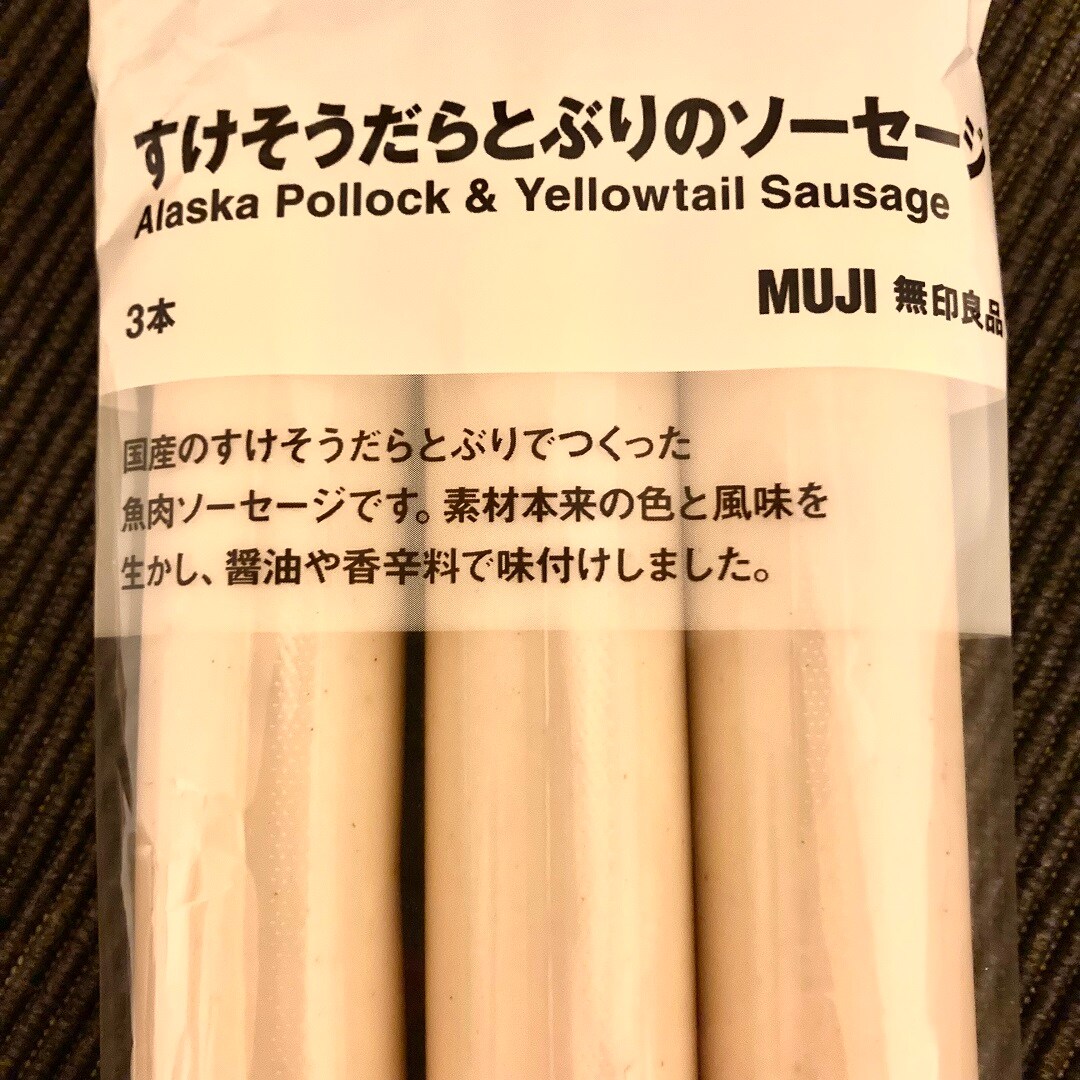 すけそうだらとぶりのソーセージ
Alaska Pollock & Yellowtail Sausage
3本
MUJI 無印良品
国産のすけそうだらとぶりでつくった
魚肉ソーセージです。素材本来の色と風味を
生かし、醤油や香辛料で味付けしました。